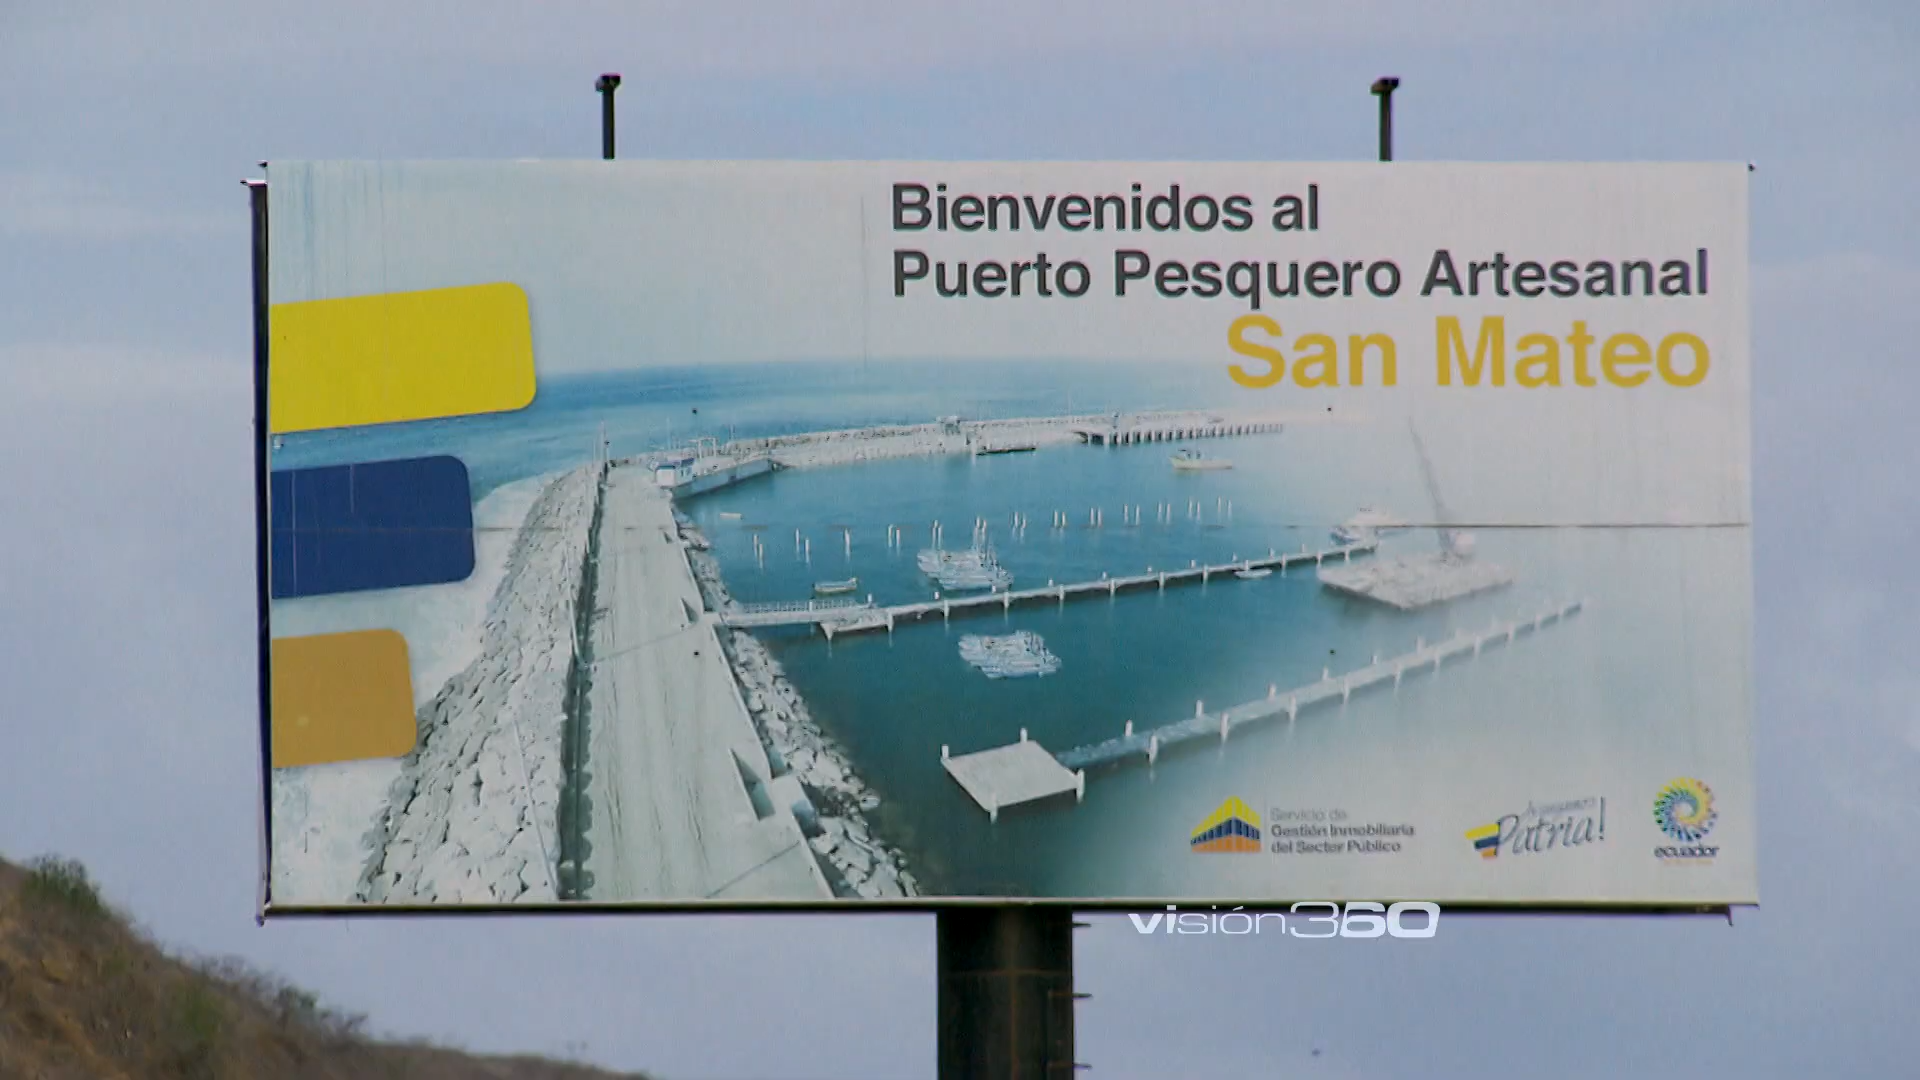 Bienvenidos al
Puerto Pesquero Artesanal
San Mateo
Servicio de
Gestión Inmobiliaria
del Sector Público
Patria!
ecuador
visión360